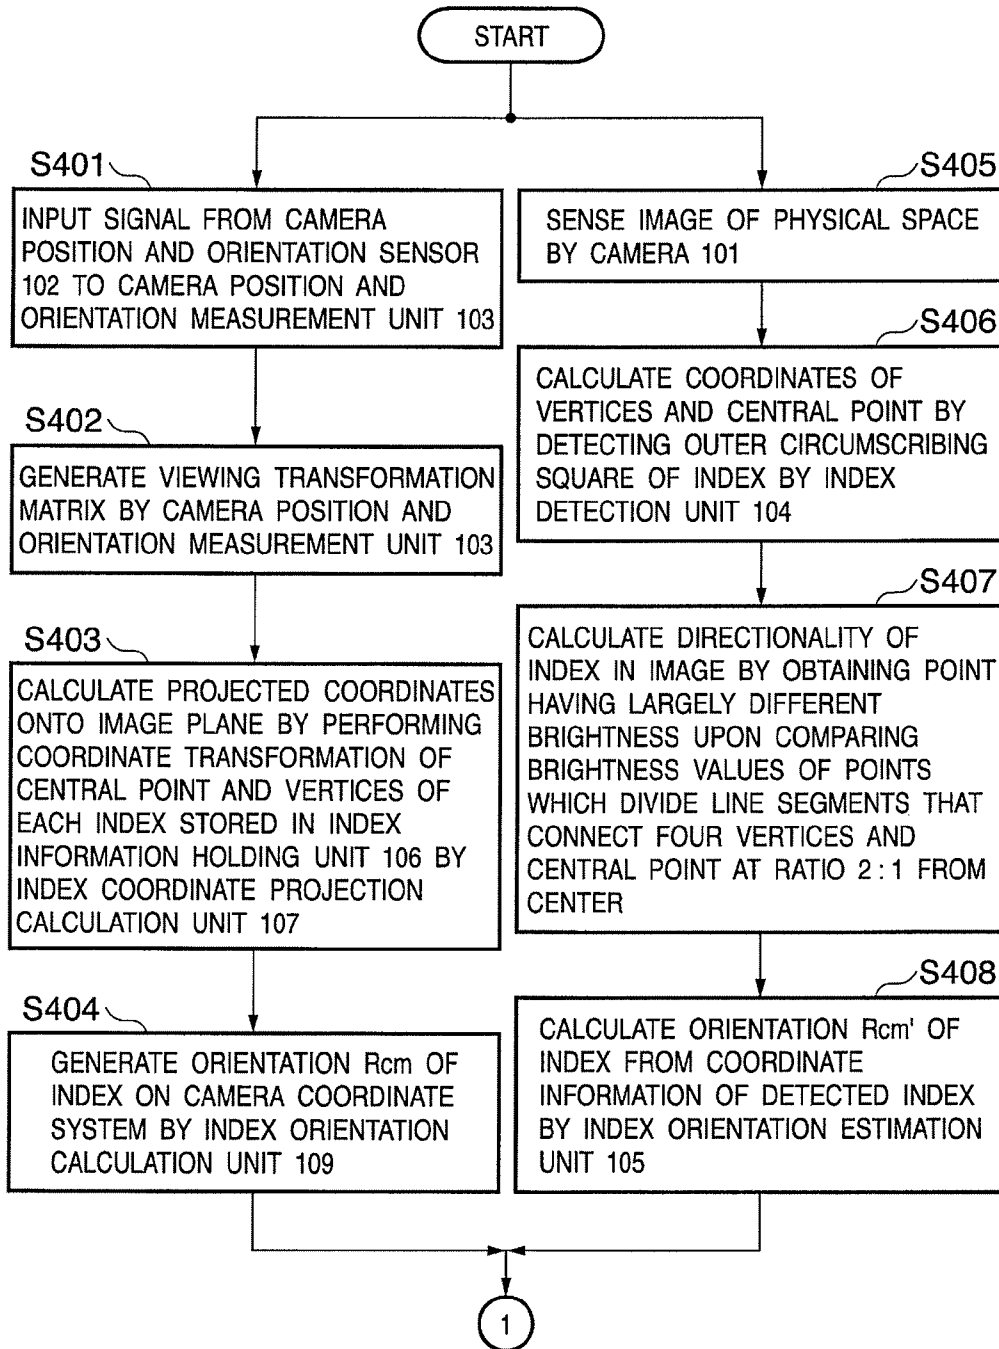 START
S401
INPUT SIGNAL FROM CAMERA
POSITION AND ORIENTATION SENSOR
102 TO CAMERA POSITION AND
ORIENTATION MEASUREMENT UNIT 103
S402
GENERATE VIEWING TRANSFORMATION
MATRIX BY CAMERA POSITION AND
ORIENTATION MEASUREMENT UNIT 103
S403
CALCULATE PROJECTED COORDINATES
ONTO IMAGE PLANE BY PERFORMING
COORDINATE TRANSFORMATION OF
CENTRAL POINT AND VERTICES OF
EACH INDEX STORED IN INDEX
INFORMATION HOLDING UNIT 106 BY
INDEX COORDINATE PROJECTION
CALCULATION UNIT 107
S404
GENERATE ORIENTATION Rcm OF
INDEX ON CAMERA COORDINATE
SYSTEM BY INDEX ORIENTATION
CALCULATION UNIT 109
S405
SENSE IMAGE OF PHYSICAL SPACE
BY CAMERA 101
S406
CALCULATE COORDINATES OF
VERTICES AND CENTRAL POINT BY
DETECTING OUTER CIRCUMSCRIBING
SQUARE OF INDEX BY INDEX
DETECTION UNIT 104
S407
CALCULATE DIRECTIONALITY OF
INDEX IN IMAGE BY OBTAINING POINT
HAVING LARGELY DIFFERENT
BRIGHTNESS UPON COMPARING
BRIGHTNESS VALUES OF POINTS
WHICH DIVIDE LINE SEGMENTS THAT
CONNECT FOUR VERTICES AND
CENTRAL POINT AT RATIO 2 : 1 FROM
CENTER
S408
CALCULATE ORIENTATION Rcm' OF
INDEX FROM COORDINATE
INFORMATION OF DETECTED INDEX
BY INDEX ORIENTATION ESTIMATION
UNIT 105
1